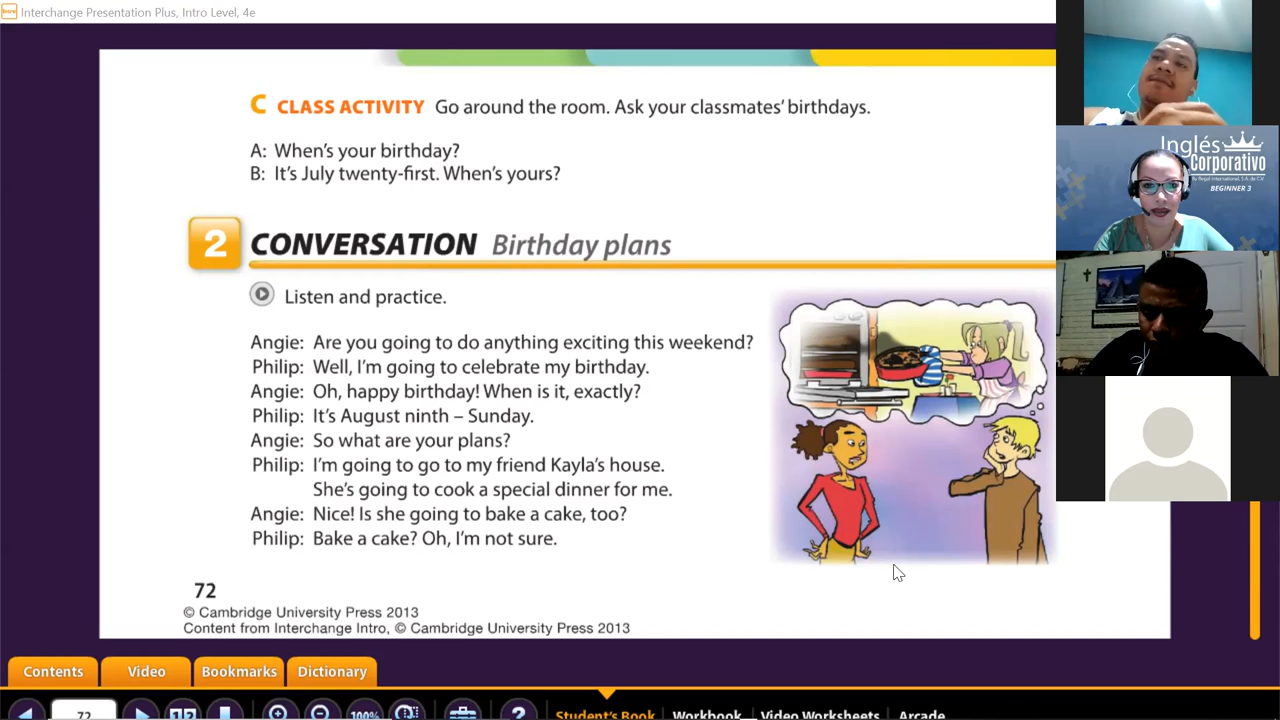 Interchange Presentation Plus, Intro Level, 4e
C CLASS ACTIVITY Go around the room. Ask your classmates' birthdays.
A: When's your birthday?
B: It's July twenty-first. When's yours?
2 CONVERSATION Birthday plans
Listen and practice.
Angie: Are you going to do anything exciting this weekend?
Philip: Well, I'm going to celebrate my birthday.
Angie: Oh, happy birthday! When is it, exactly?
Philip: It's August ninth – Sunday.
Angie: So what are your plans?
Philip: I'm going to go to my friend Kayla's house.
She's going to cook a special dinner for me.
Angie: Nice! Is she going to bake a cake, too?
Philip: Bake a cake? Oh, I'm not sure.
72
© Cambridge University Press 2013
Content from Interchange Intro, © Cambridge University Press 2013
Inglés
Corporativo
By Regal International, S.A. de C.V.
BEGINNER 3
Contents Video Bookmarks Dictionary
72 1 2 100% ?
Student's Book Workbook Video Worksheets Arcade